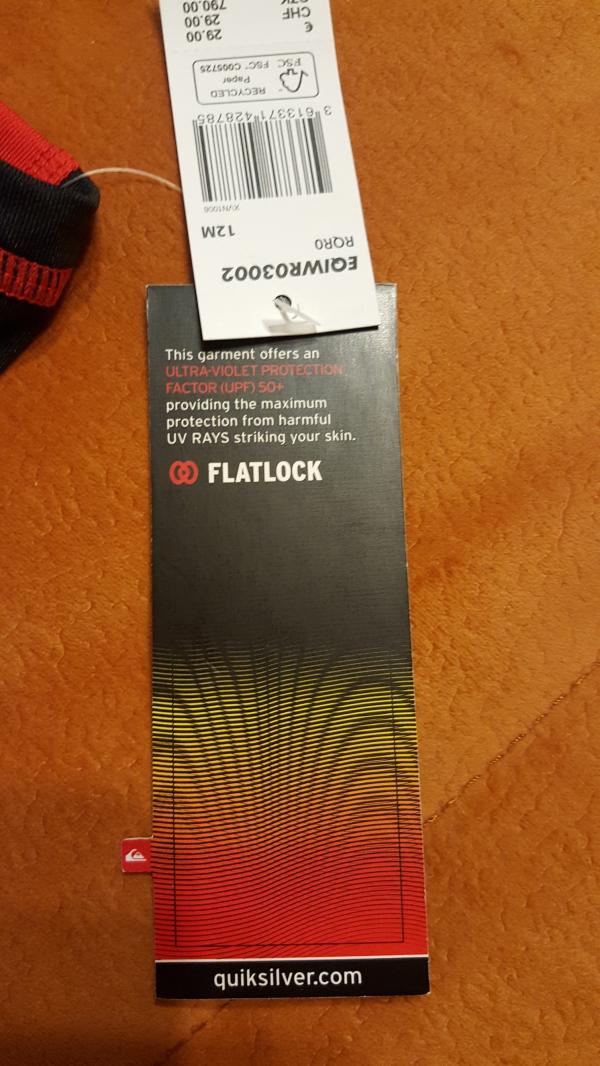 EQIWR03002
RQR0
12M
XVN1006
3 613371 428785
RECYCLED
Paper
FSC® C005725
FSC
€ 29.00
CHF 29.00
790.00
This garment offers an
ULTRA-VIOLET PROTECTION
FACTOR (UPF) 50+
providing the maximum
protection from harmful
UV RAYS striking your skin.
FLATLOCK
quiksilver.com